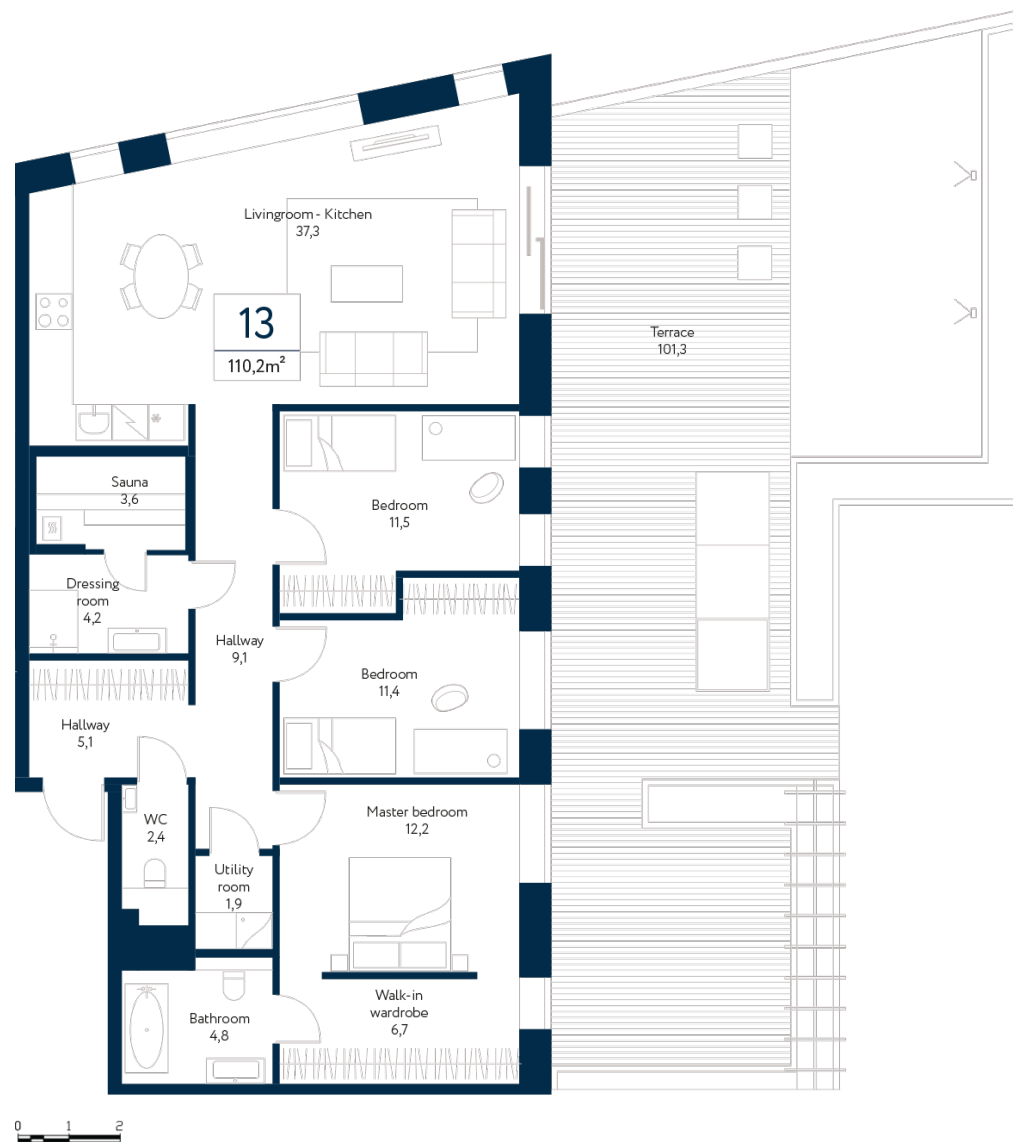 Livingroom - Kitchen
37,3
13
110,2m²
Terrace
101,3
Sauna
3,6
Bedroom
11,5
Dressing
room
4,2
Hallway
9,1
Bedroom
11,4
Hallway
5,1
WC
2,4
Master bedroom
12,2
Utility
room
1,9
Walk-in
wardrobe
6,7
Bathroom
4,8
0 1 2